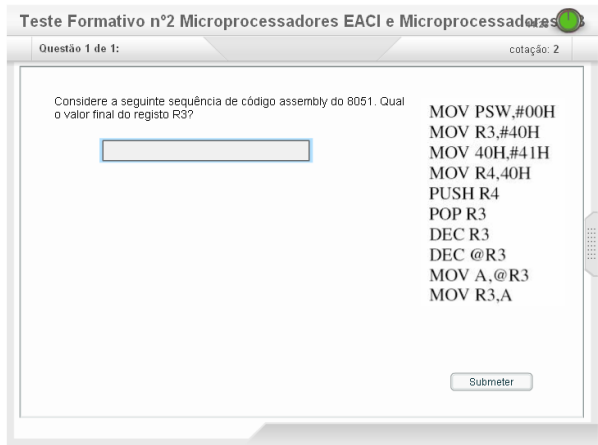 Teste Formativo nº2 Microprocessadores EACI e Microprocessadores
Questão 1 de 1:
cotação: 2
Considere a seguinte sequência de código assembly do 8051. Qual
o valor final do registo R3?
MOV PSW,#00H
MOV R3,#40H
MOV 40H,#41H
MOV R4,40H
PUSH R4
POP R3
DEC R3
DEC @R3
MOV A,@R3
MOV R3,A
Submeter